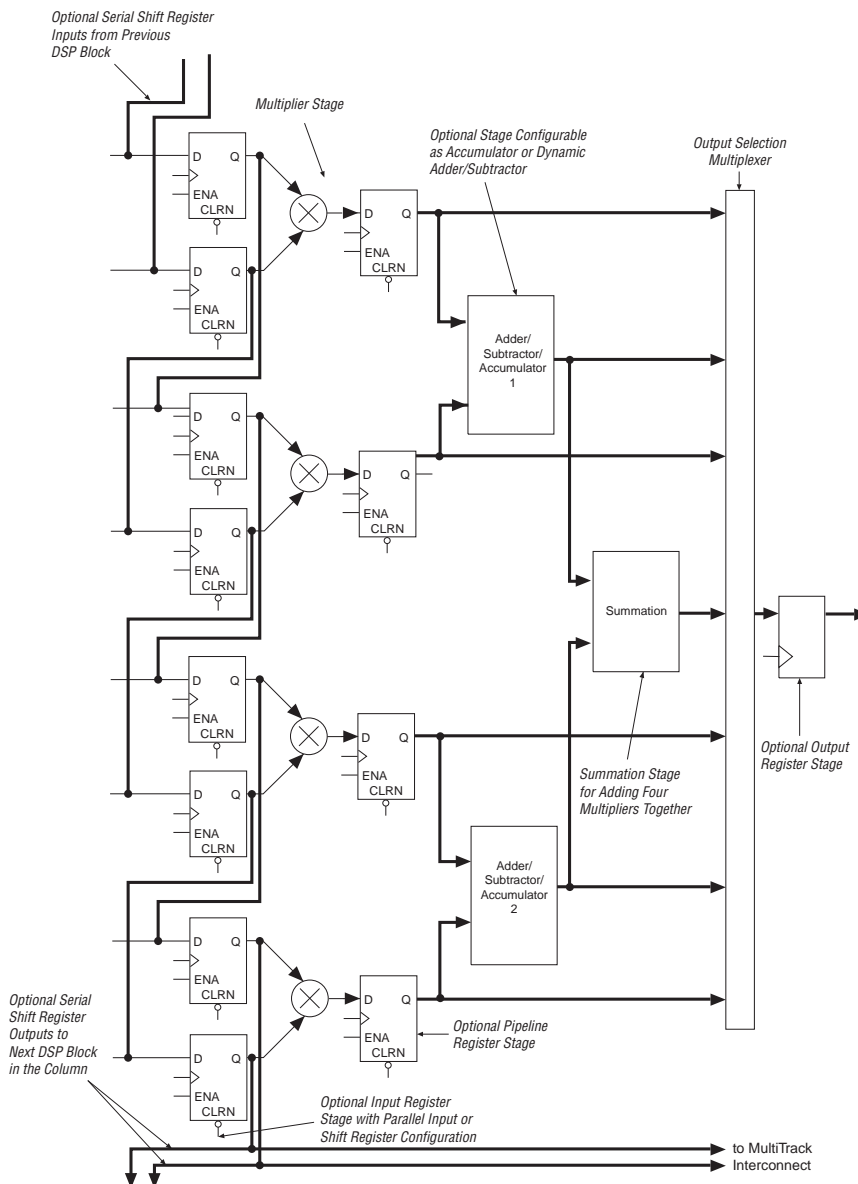 Optional Serial Shift Register
Inputs from Previous
DSP Block
Multiplier Stage
Optional Stage Configurable
as Accumulator or Dynamic
Adder/Subtractor
Output Selection
Multiplexer
D Q
ENA
CLRN
D Q
ENA
CLRN
D Q
ENA
CLRN
Adder/
Subtractor/
Accumulator
1
D Q
ENA
CLRN
D Q
ENA
CLRN
D Q
ENA
CLRN
Summation
D Q
ENA
CLRN
D Q
ENA
CLRN
D Q
ENA
CLRN
Summation Stage
for Adding Four
Multipliers Together
Optional Output
Register Stage
Adder/
Subtractor/
Accumulator
2
D Q
ENA
CLRN
D Q
ENA
CLRN
D Q
ENA
CLRN
Optional Serial
Shift Register
Outputs to
Next DSP Block
in the Column
Optional Pipeline
Register Stage
Optional Input Register
Stage with Parallel Input or
Shift Register Configuration
to MultiTrack
Interconnect